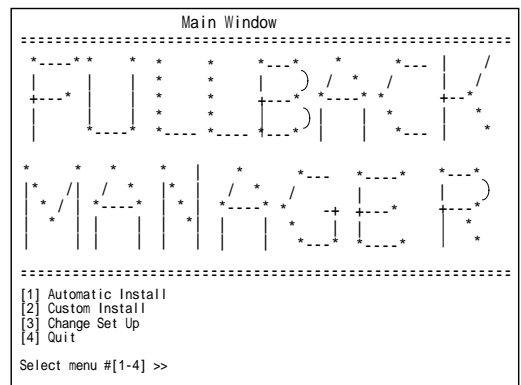 Main Window
FULLBACK
MANAGER
[1] Automatic Install
[2] Custom Install
[3] Change Set Up
[4] Quit
Select menu #[1-4] >>